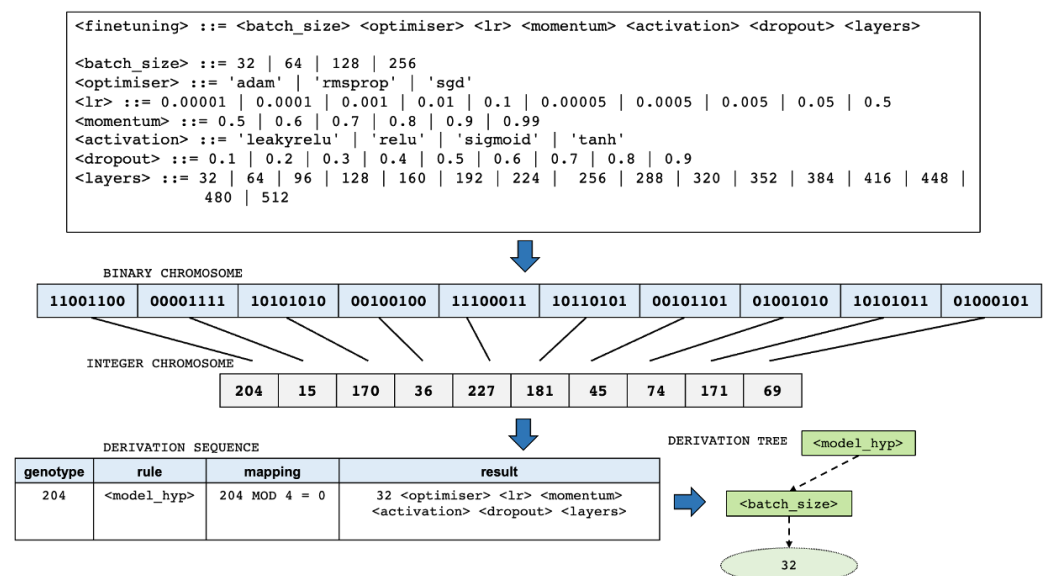 <finetuning> ::= <batch_size> <optimiser> <lr> <momentum> <activation> <dropout> <layers>
<batch_size> ::= 32 | 64 | 128 | 256
<optimiser> ::= 'adam' | 'rmsprop' | 'sgd'
<lr> ::= 0.00001 | 0.0001 | 0.001 | 0.01 | 0.1 | 0.00005 | 0.0005 | 0.005 | 0.05 | 0.5
<momentum> ::= 0.5 | 0.6 | 0.7 | 0.8 | 0.9 | 0.99
<activation> ::= 'leakyrelu' | 'relu' | 'sigmoid' | 'tanh'
<dropout> ::= 0.1 | 0.2 | 0.3 | 0.4 | 0.5 | 0.6 | 0.7 | 0.8 | 0.9
<layers> ::= 32 | 64 | 96 | 128 | 160 | 192 | 224 | 256 | 288 | 320 | 352 | 384 | 416 | 448 |
480 | 512
BINARY CHROMOSOME
11001100 00001111 10101010 00100100 11100011 10110101 00101101 01001010 10101011 01000101
INTEGER CHROMOSOME
204 15 170 36 227 181 45 74 171 69
DERIVATION SEQUENCE
genotype rule mapping result
204 <model_hyp> 204 MOD 4 = 0 32 <optimiser> <lr> <momentum>
<activation> <dropout> <layers>
DERIVATION TREE
<model_hyp>
<batch_size>
32